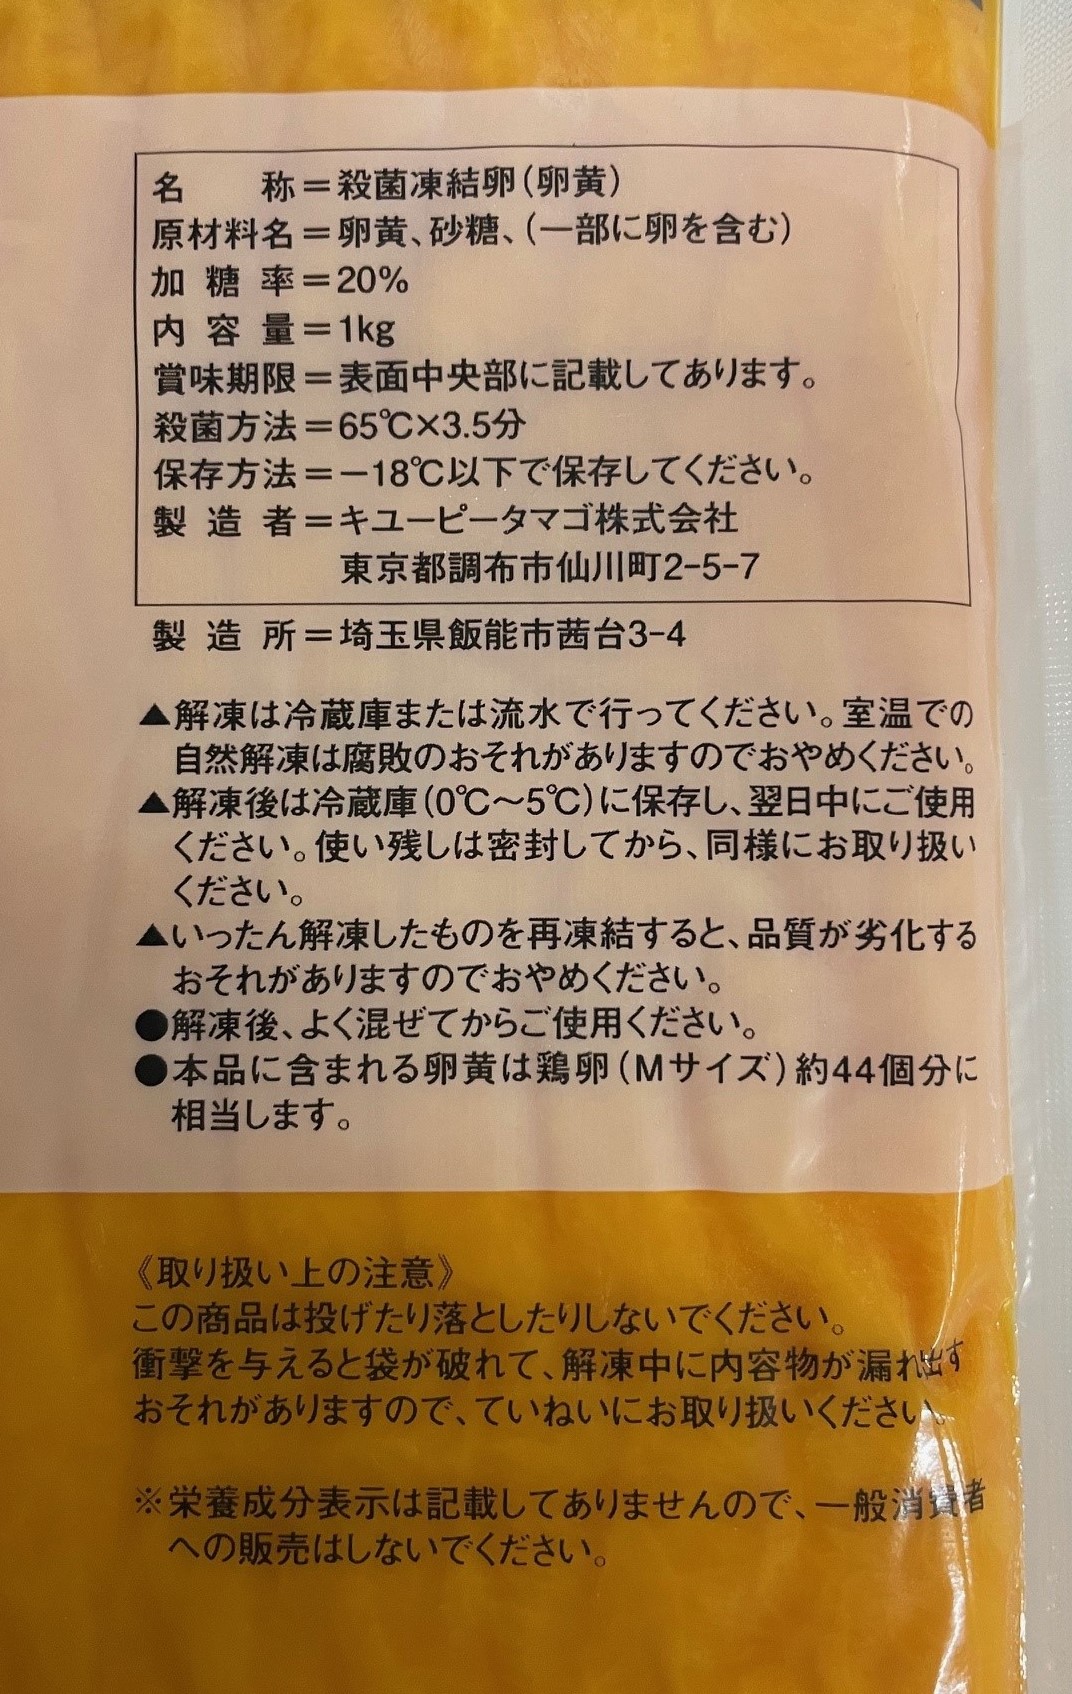 名称=殺菌凍結卵(卵黄)
原材料名=卵黄、砂糖、(一部に卵を含む)
加糖率=20%
内容量=1kg
賞味期限=表面中央部に記載してあります。
殺菌方法=65℃×3.5分
保存方法=−18℃以下で保存してください。
製造者=キユーピータマゴ株式会社
東京都調布市仙川町2-5-7
製造所=埼玉県飯能市茜台3-4
▲解凍は冷蔵庫または流水で行ってください。室温での
自然解凍は腐敗のおそれがありますのでおやめください。
▲解凍後は冷蔵庫(0℃〜5℃)に保存し、翌日中にご使用
ください。使い残しは密封してから、同様にお取り扱い
ください。
▲いったん解凍したものを再凍結すると、品質が劣化する
おそれがありますのでおやめください。
●解凍後、よく混ぜてからご使用ください。
●本品に含まれる卵黄は鶏卵(Mサイズ)約44個分に
相当します。
《取り扱い上の注意》
この商品は投げたり落としたりしないでください。
衝撃を与えると袋が破れて、解凍中に内容物が漏れ出す
おそれがありますので、ていねいにお取り扱いください。
※栄養成分表示は記載してありませんので、一般消費者
への販売はしないでください。